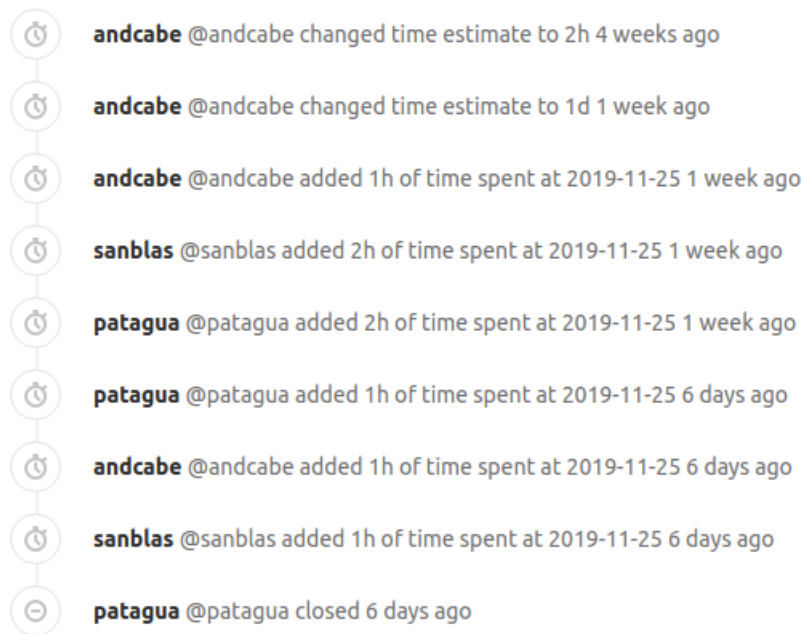 andcabe @andcabe changed time estimate to 2h 4 weeks ago
andcabe @andcabe changed time estimate to 1d 1 week ago
andcabe @andcabe added 1h of time spent at 2019-11-25 1 week ago
sanblas @sanblas added 2h of time spent at 2019-11-25 1 week ago
patagua @patagua added 2h of time spent at 2019-11-25 1 week ago
patagua @patagua added 1h of time spent at 2019-11-25 6 days ago
andcabe @andcabe added 1h of time spent at 2019-11-25 6 days ago
sanblas @sanblas added 1h of time spent at 2019-11-25 6 days ago
patagua @patagua closed 6 days ago